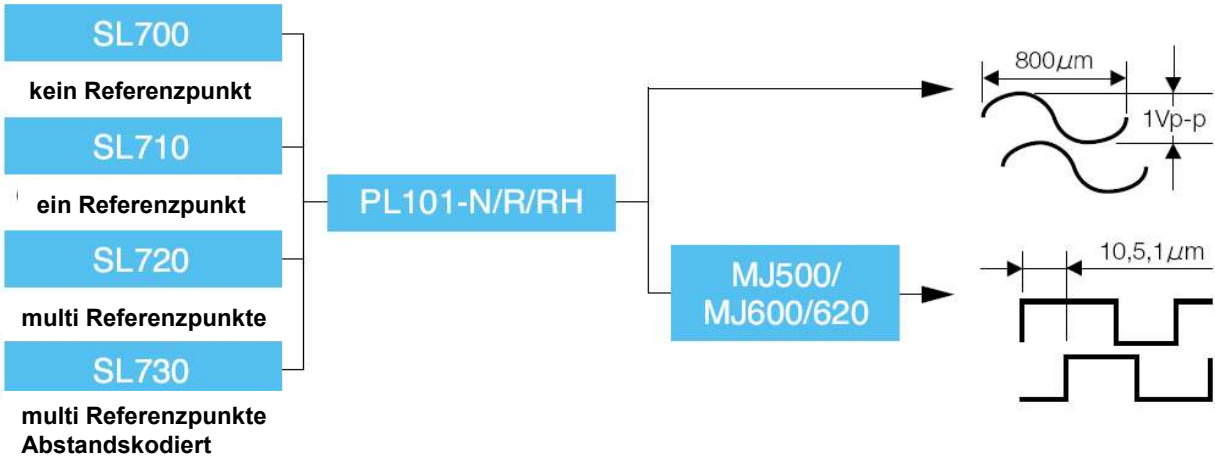 SL700
kein Referenzpunkt
SL710
ein Referenzpunkt
SL720
multi Referenzpunkte
SL730
multi Referenzpunkte
Abstandskodiert
PL101-N/R/RH
MJ500/
MJ600/620
800μm
1Vp-p
10,5,1μm